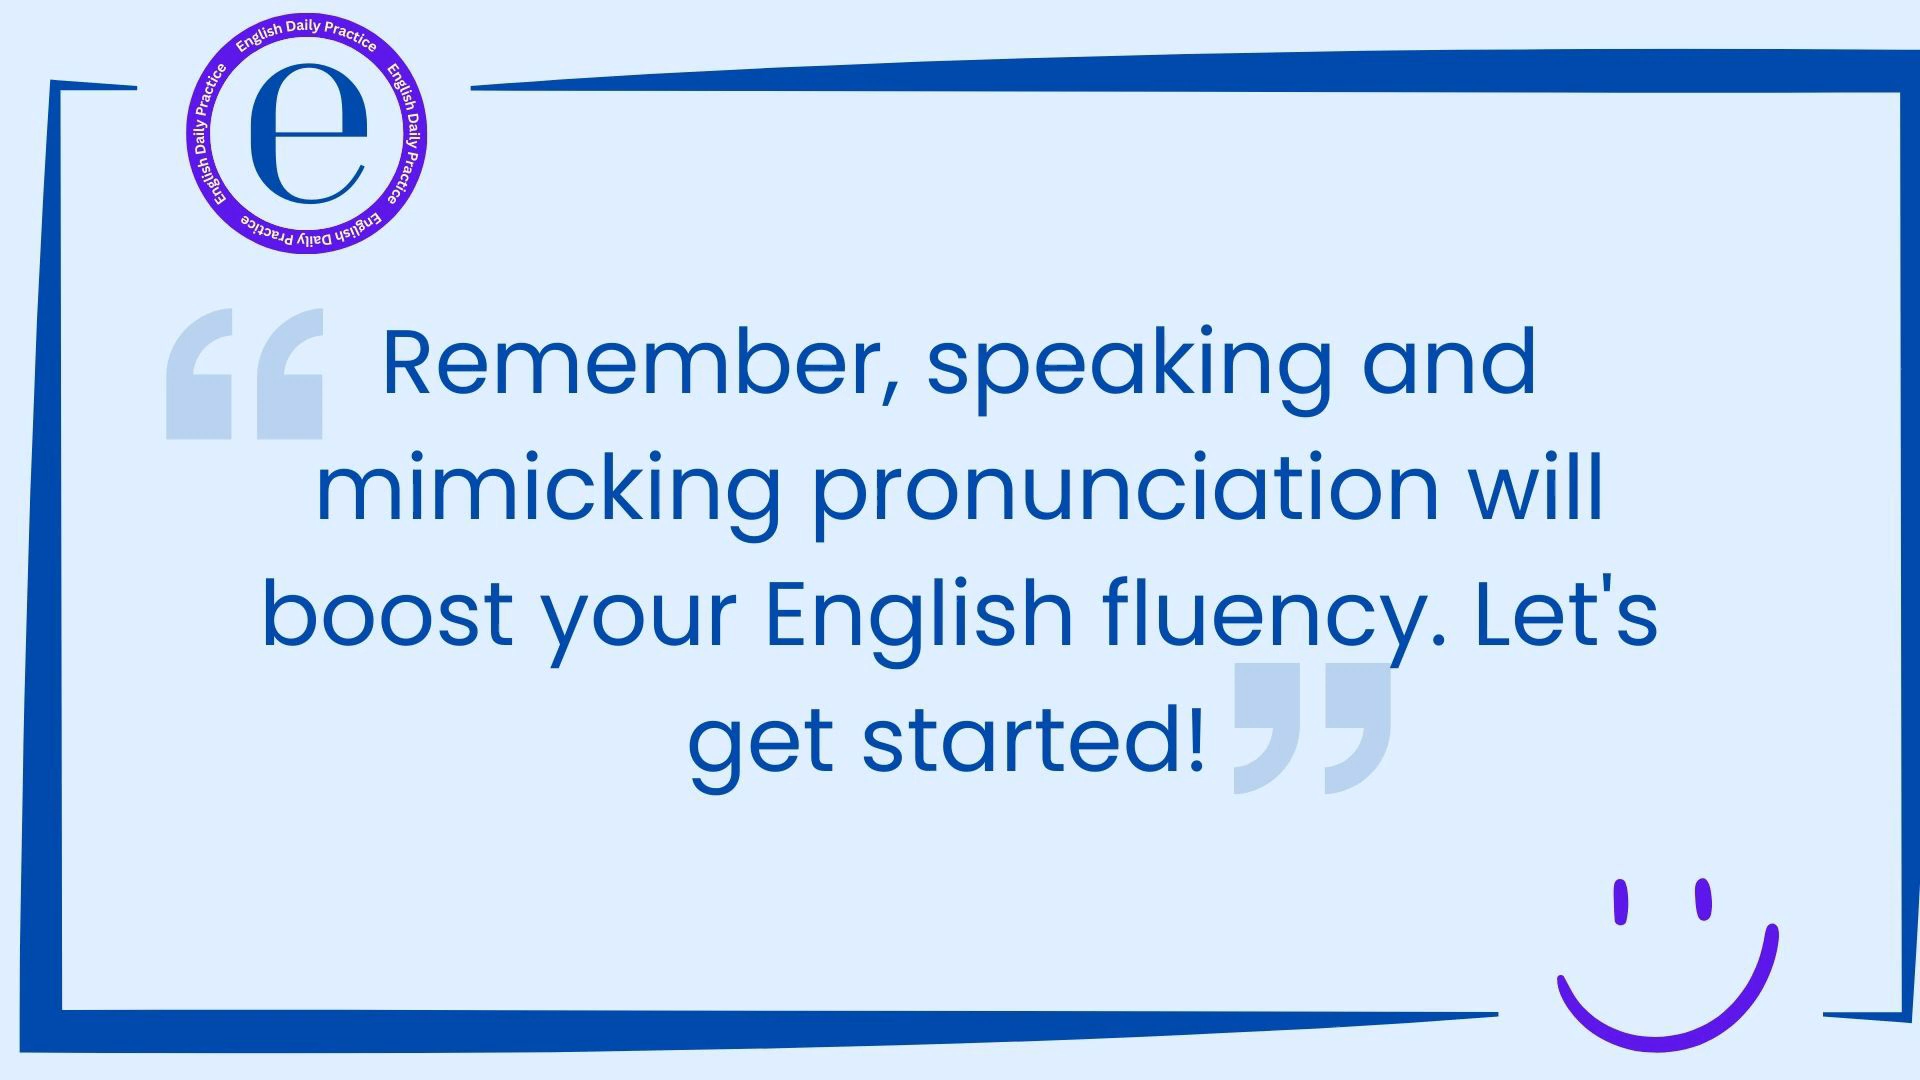 English Daily Practice
English Daily Practice
English Daily Practice
English Daily Practice
e
Remember, speaking and
mimicking pronunciation will
boost your English fluency. Let's
get started!